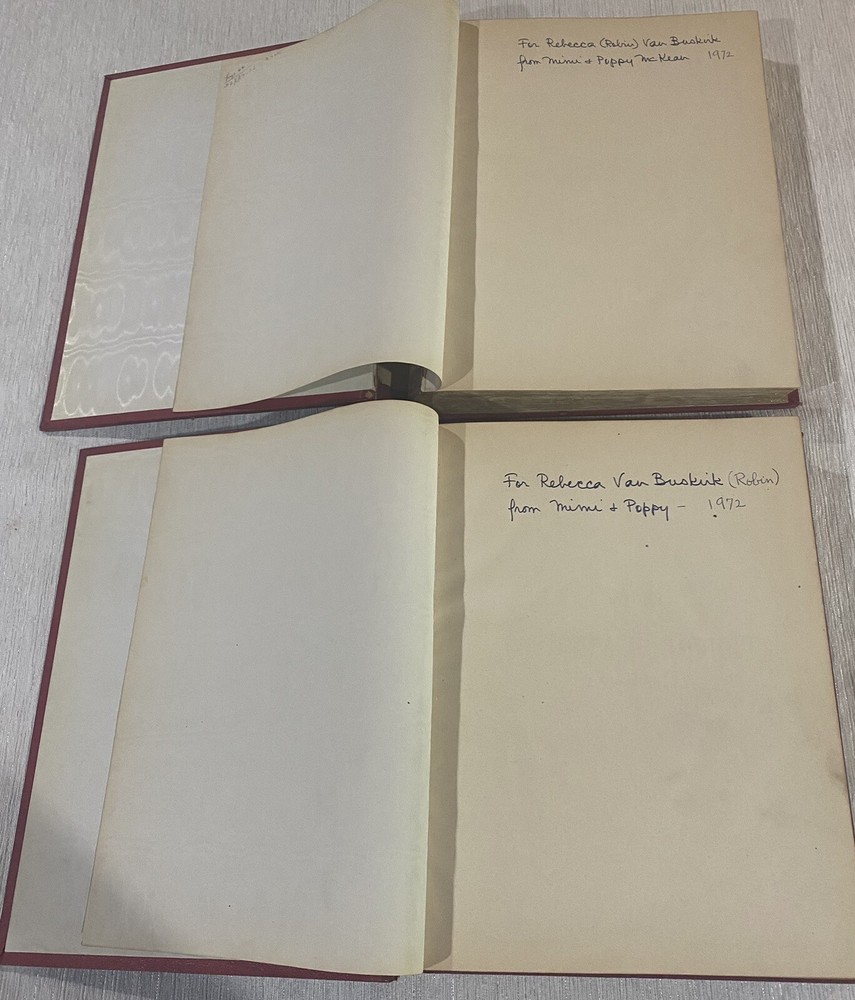 For Rebecca (Robin) Van Buskirk
from Mimi & Poppy McKean 1972
For Rebecca Van Buskirk (Robin)
from Mimi & Poppy - 1972